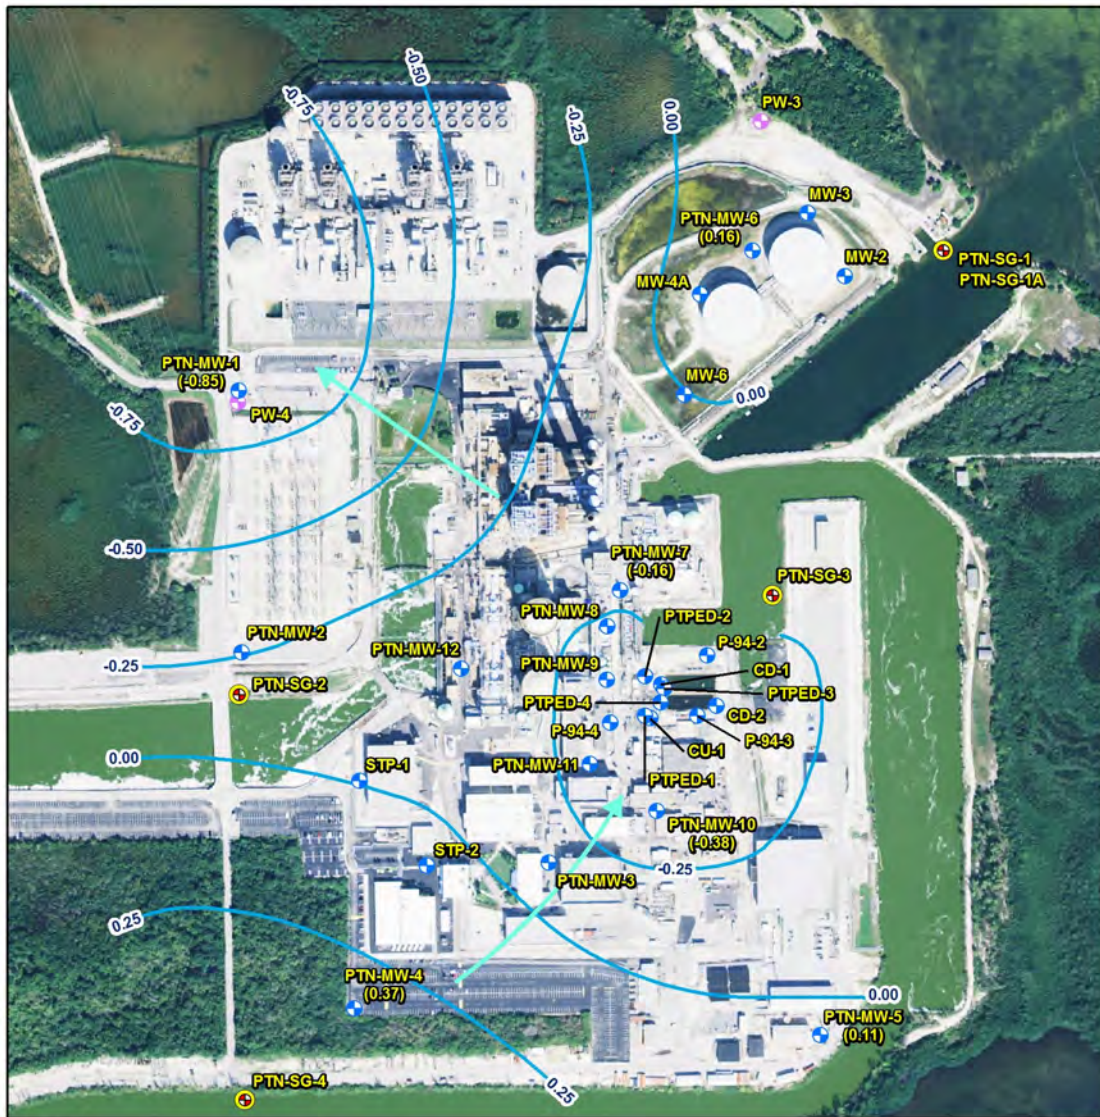 -0.50
-0.75
-0.25
0.00
PW-3
MW-3
PTN-MW-6
(0.16)
MW-2
PTN-SG-1
PTN-SG-1A
MW-4A
PTN-MW-1
(-0.85)
MW-6
0.00
PW-4
-0.75
-0.50
PTN-MW-7
(-0.16)
PTN-SG-3
PTN-MW-8
PTPED-2
P-94-2
PTN-MW-2
-0.25
PTN-MW-12
PTN-MW-9
CD-1
PTPED-3
PTN-SG-2
PTPED-4
CD-2
P-94-4
P-94-3
CU-1
0.00
STP-1
PTN-MW-11
PTPED-1
PTN-MW-10
(-0.38)
STP-2
PTN-MW-3
-0.25
0.25
PTN-MW-4
(0.37)
0.00
PTN-MW-5
(0.11)
0.25
PTN-SG-4